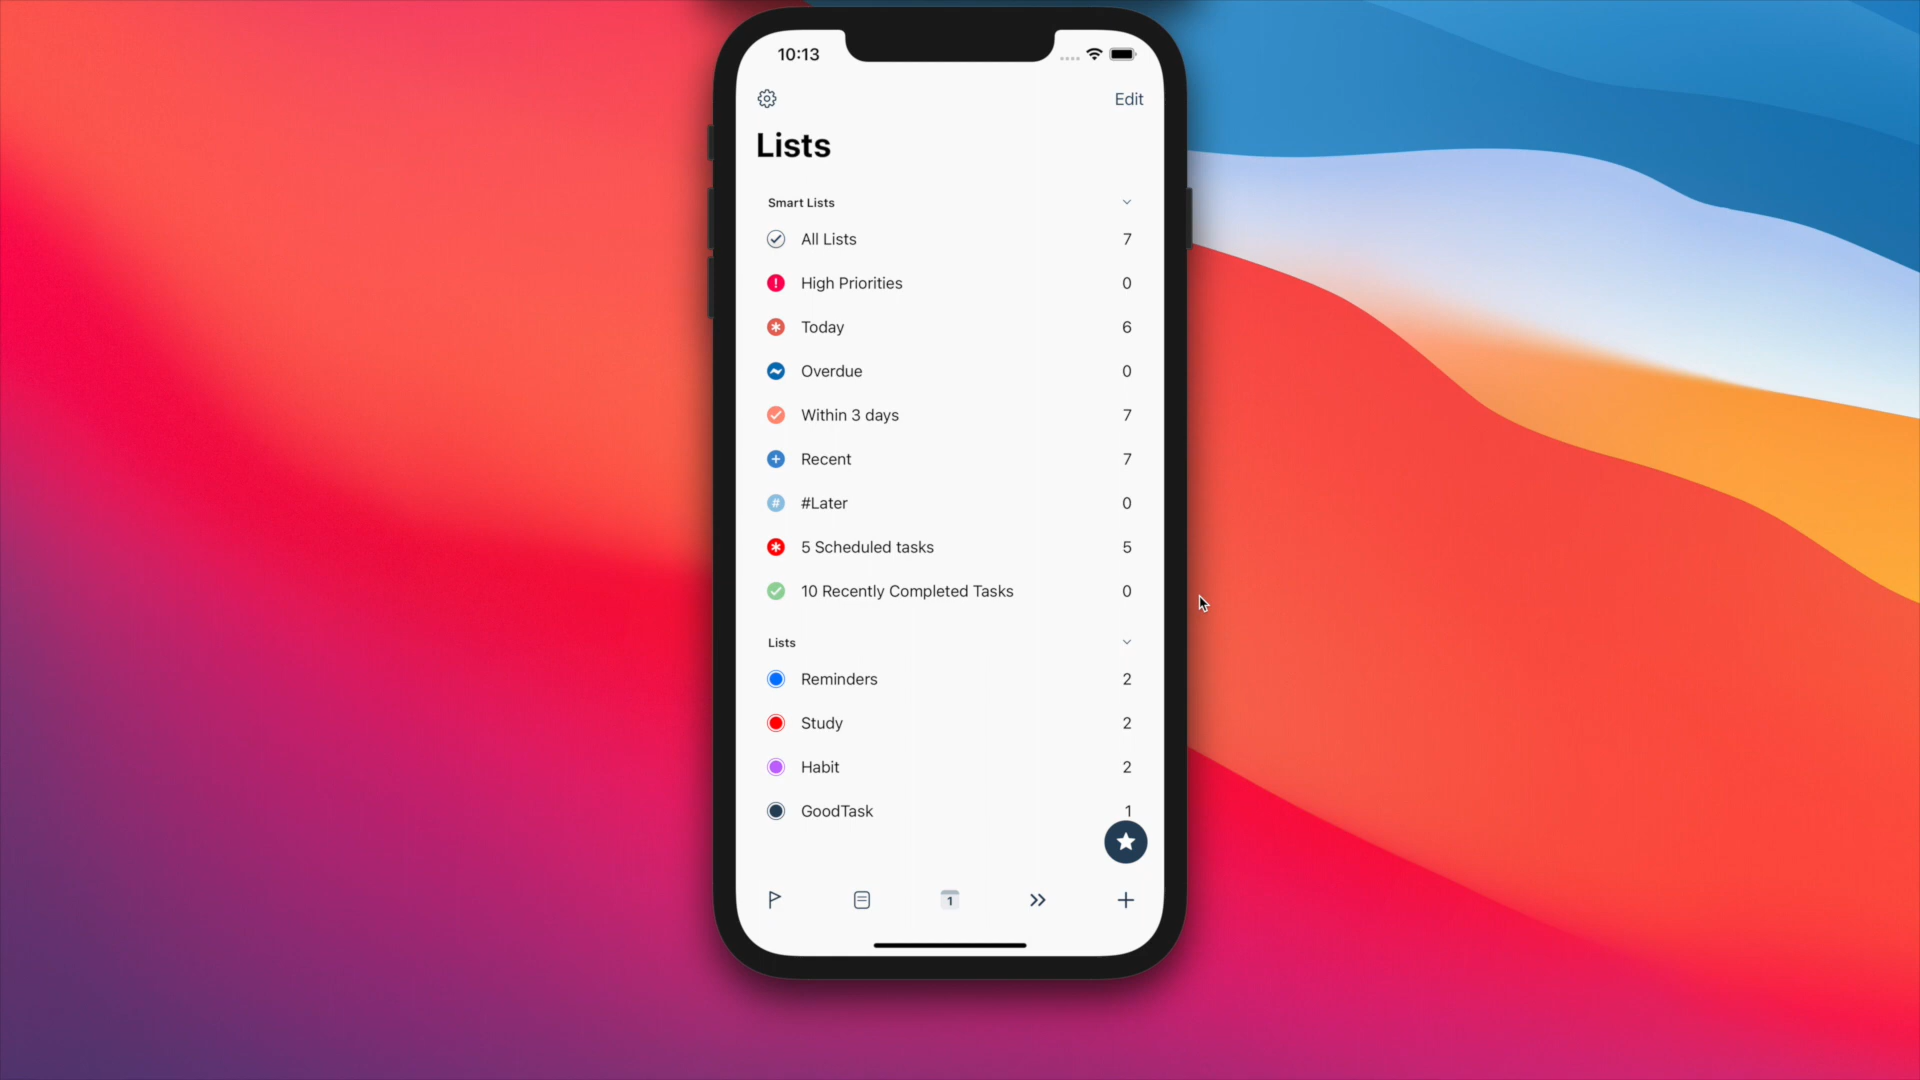 10:13
Edit
Lists
Smart Lists
All Lists 7
High Priorities 0
Today 6
Overdue 0
Within 3 days 7
Recent 7
#Later 0
5 Scheduled tasks 5
10 Recently Completed Tasks 0
Lists
Reminders 2
Study 2
Habit 2
GoodTask 1
1